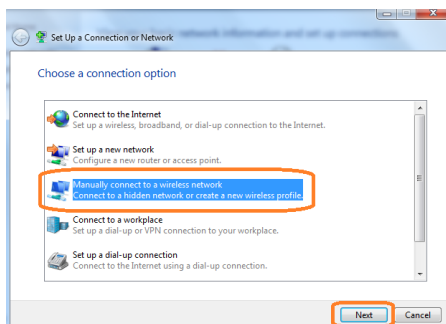 Set Up a Connection or Network
Choose a connection option
Connect to the Internet
Set up a wireless, broadband, or dial-up connection to the Internet.
Set up a new network
Configure a new router or access point.
Manually connect to a wireless network
Connect to a hidden network or create a new wireless profile.
Connect to a workplace
Set up a dial-up or VPN connection to your workplace.
Set up a dial-up connection
Connect to the Internet using a dial-up connection.
Next Cancel